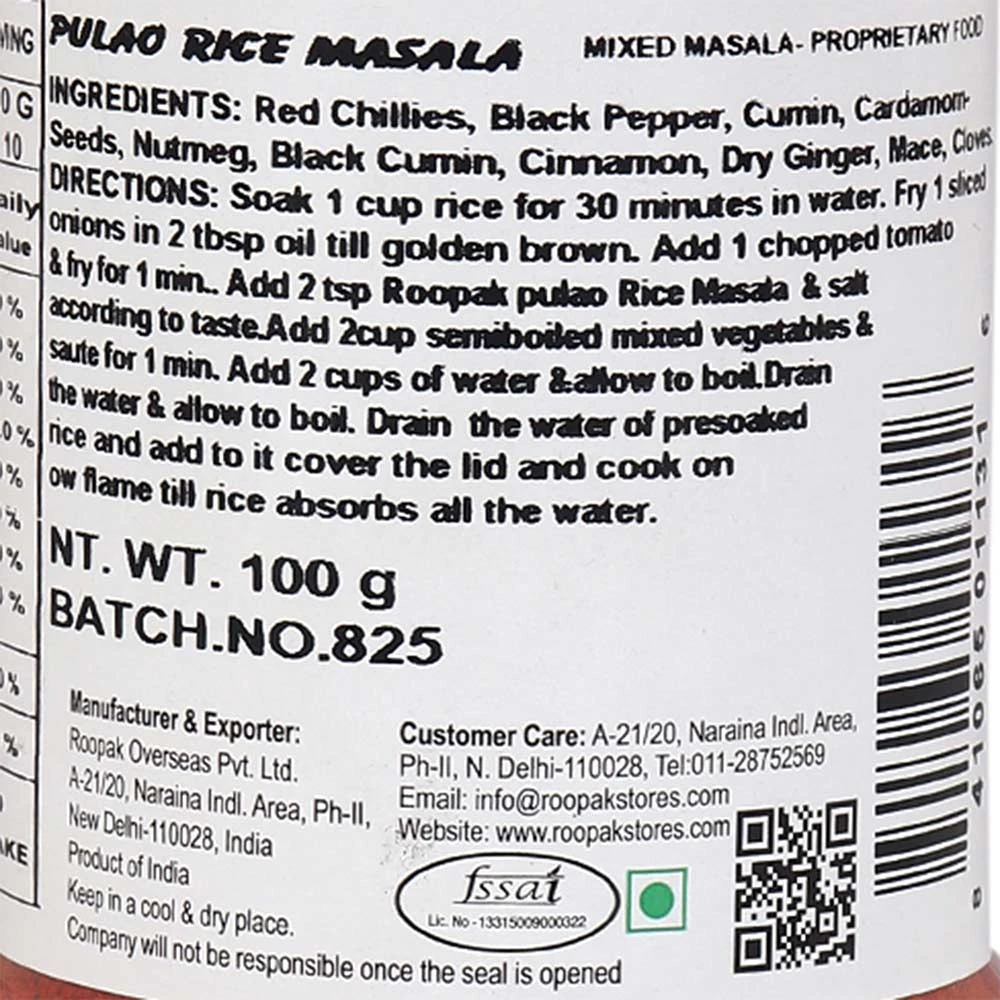 PULAO RICE MASALA
MIXED MASALA- PROPRIETARY FOOD
INGREDIENTS: Red Chillies, Black Pepper, Cumin, Cardamom-
Seeds, Nutmeg, Black Cumin, Cinnamon, Dry Ginger, Mace, Cloves.
DIRECTIONS: Soak 1 cup rice for 30 minutes in water. Fry 1 sliced
onions in 2 tbsp oil till golden brown. Add 1 chopped tomato
& fry for 1 min.. Add 2 tsp Roopak pulao Rice Masala & salt
according to taste.Add 2cup semiboiled mixed vegetables &
saute for 1 min. Add 2 cups of water &allow to boil.Drain
the water & allow to boil. Drain the water of presoaked
rice and add to it cover the lid and cook on
ow flame till rice absorbs all the water.
NT. WT. 100 g
BATCH.NO.825
Manufacturer & Exporter:
Roopak Overseas Pvt. Ltd.
A-21/20, Naraina Indl. Area, Ph-II,
New Delhi-110028, India
Product of India
Keep in a cool & dry place.
Company will not be responsible once the seal is opened
Customer Care: A-21/20, Naraina Indl. Area,
Ph-II, N. Delhi-110028, Tel:011-28752569
Email: info@roopakstores.com
Website: www.roopakstores.com
fssai
Lic. No - 13315009000322
0 G
10
%
%
%
.0 %
%
%
%
%
%
%